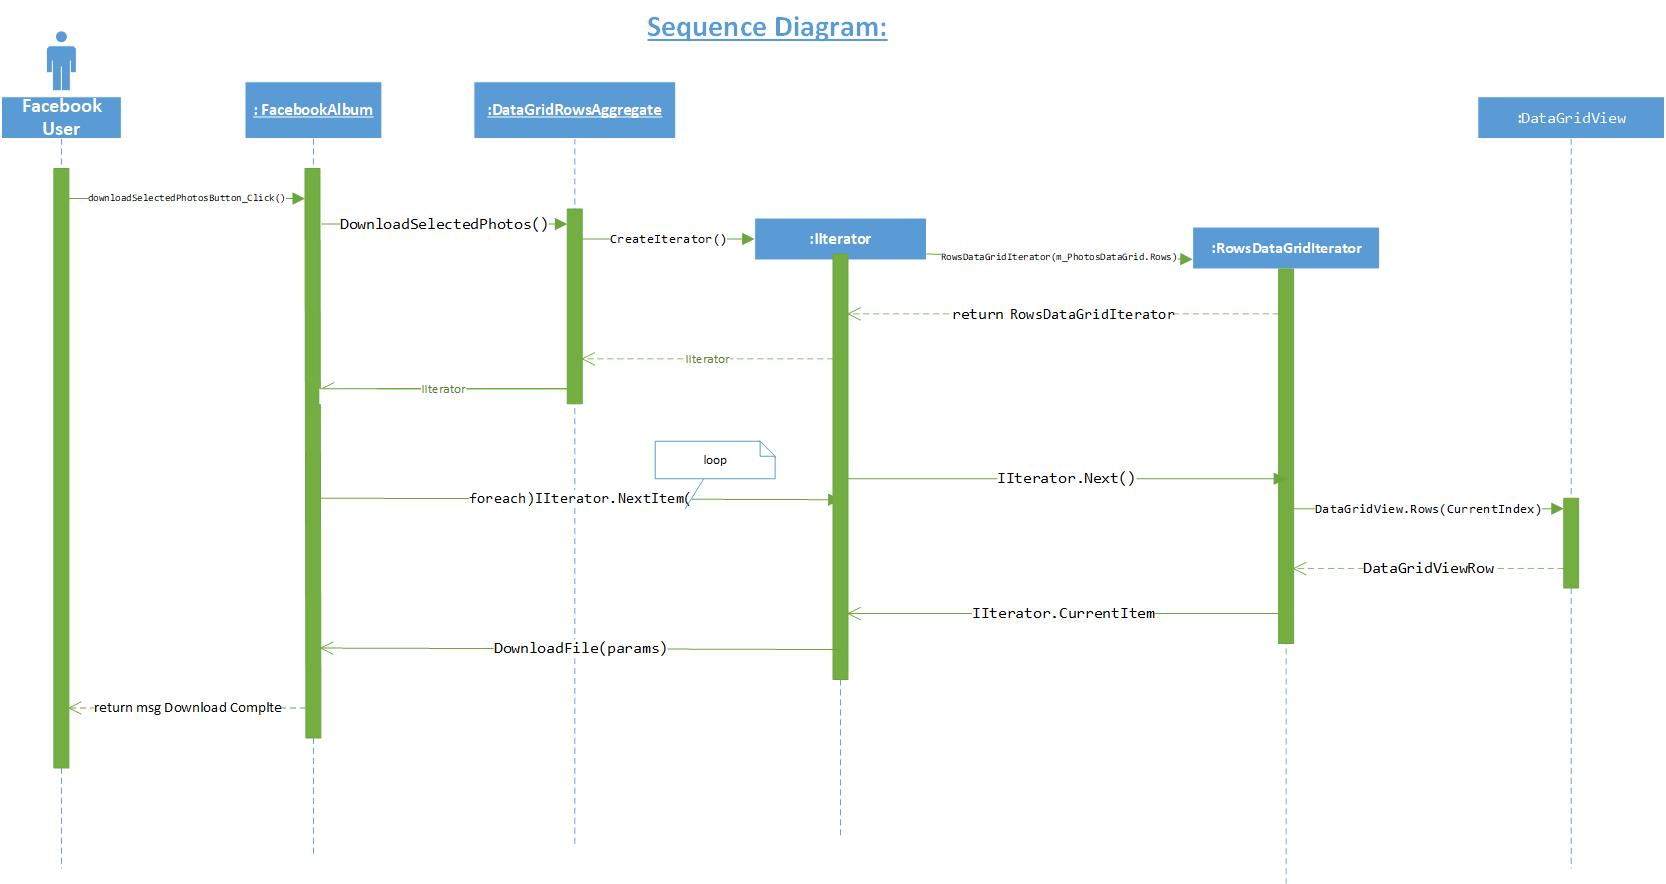 Sequence Diagram:
Facebook
User
: FacebookAlbum
:DataGridRowsAggregate
:DataGridView
downloadSelectedPhotosButton_Click()
DownloadSelectedPhotos()
CreateIterator()
:IIterator
RowsDataGridIterator(m_PhotosDataGrid.Rows)
:RowsDataGridIterator
return RowsDataGridIterator
IIterator
IIterator
loop
IIterator.Next()
foreach)IIterator.NextItem(
DataGridView.Rows(CurrentIndex)
DataGridViewRow
IIterator.CurrentItem
DownloadFile(params)
return msg Download Complte